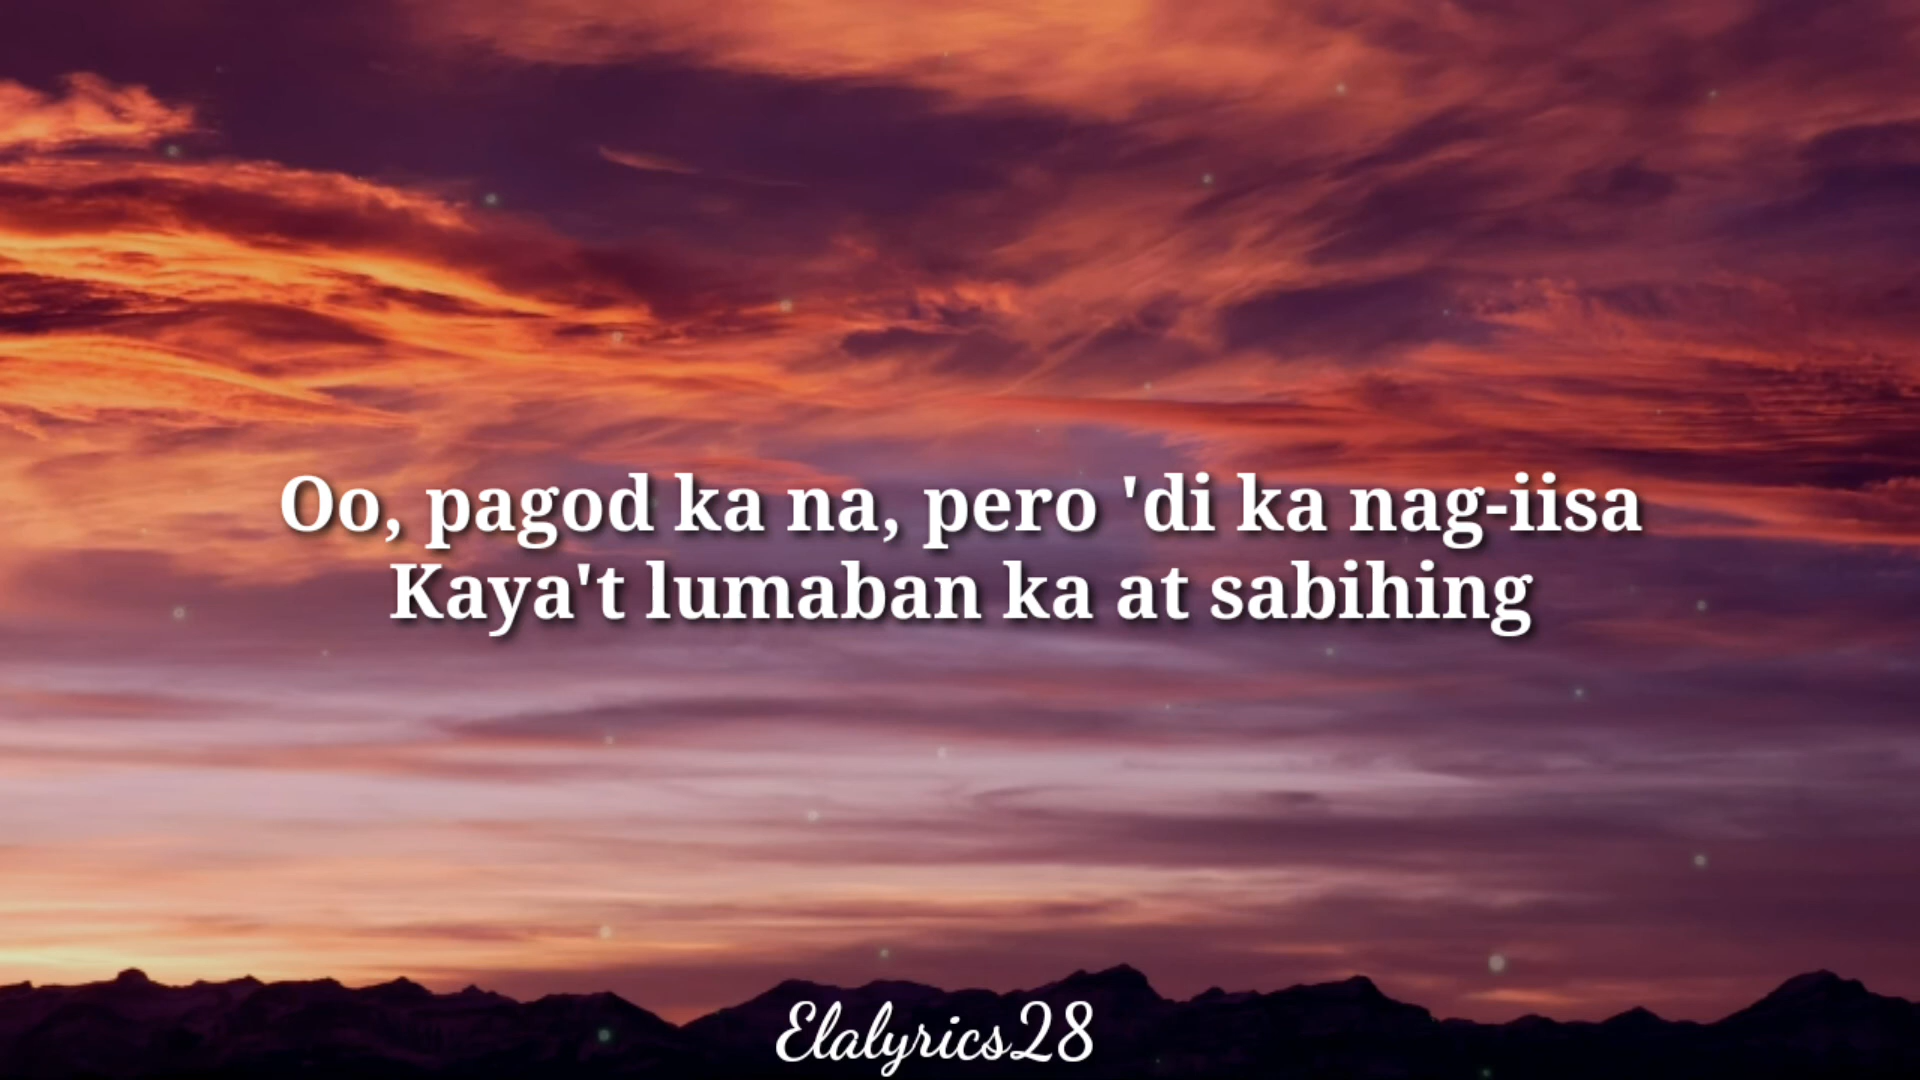 Oo, pagod ka na, pero 'di ka nag-iisa
Kaya't lumaban ka at sabihing
Elalyrics28